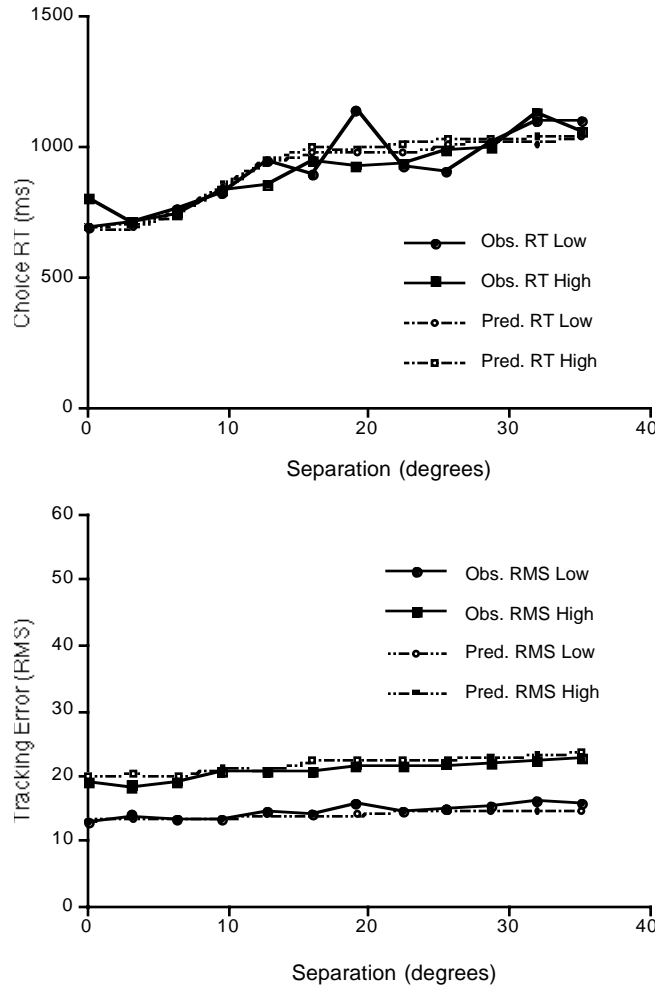 1500
1000
500
0
Choice RT (ms)
Obs. RT Low
Obs. RT High
Pred. RT Low
Pred. RT High
0 10 20 30 40
Separation (degrees)
60
50
40
30
20
10
0
Tracking Error (RMS)
Obs. RMS Low
Obs. RMS High
Pred. RMS Low
Pred. RMS High
0 10 20 30 40
Separation (degrees)